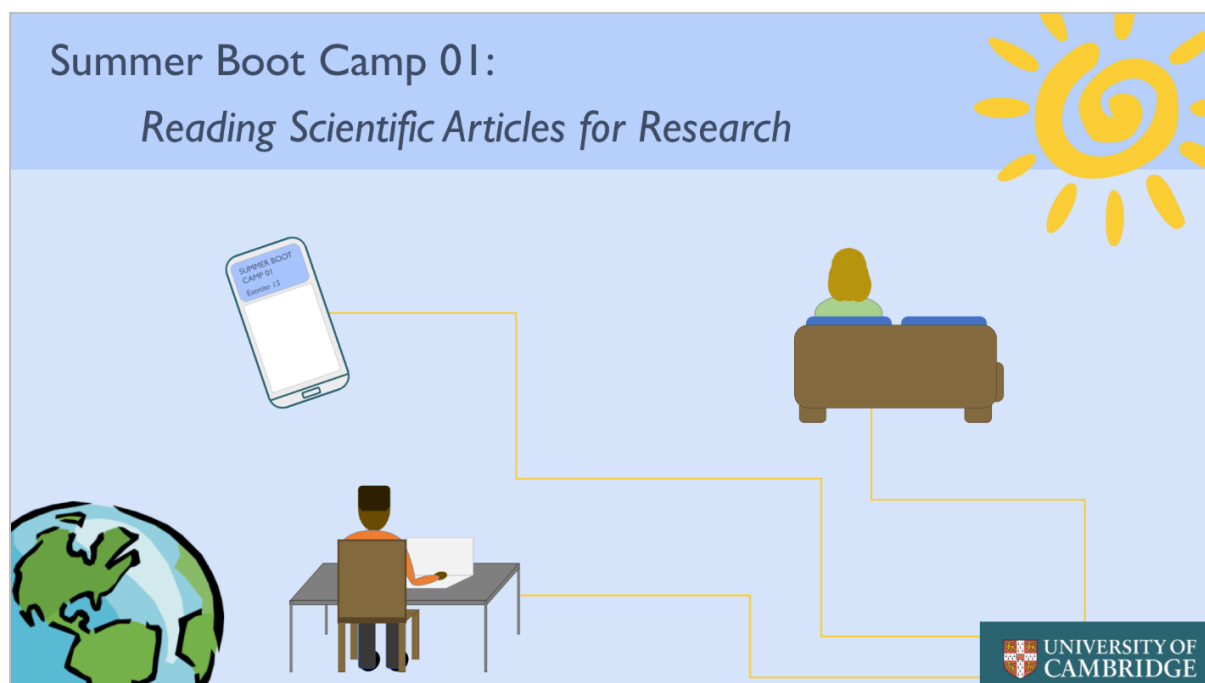 Summer Boot Camp 01:
Reading Scientific Articles for Research
SUMMER BOOT
CAMP 01
Exercise 15
UNIVERSITY OF
CAMBRIDGE